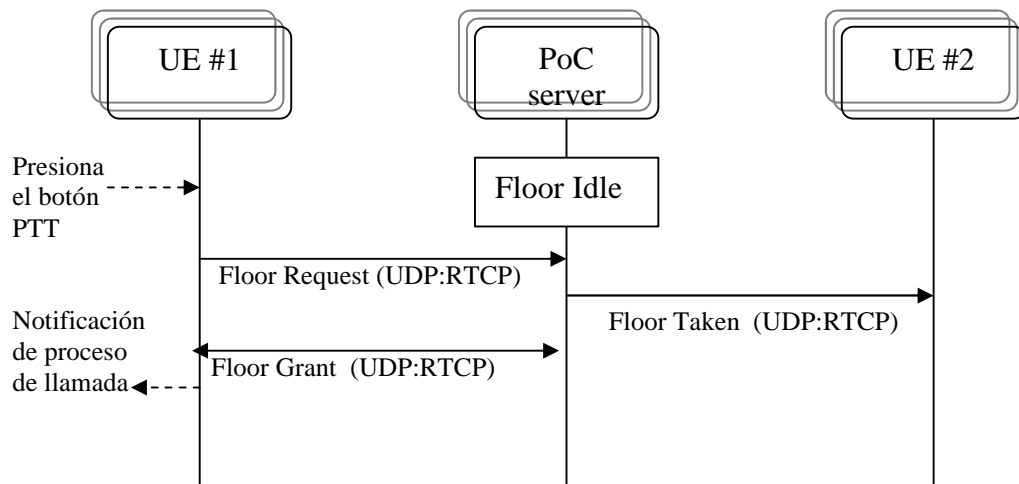 UE #1
PoC
server
UE #2
Presiona
el botón
PTT
Floor Idle
Floor Request (UDP:RTCP)
Floor Taken (UDP:RTCP)
Notificación
de proceso
de llamada
Floor Grant (UDP:RTCP)